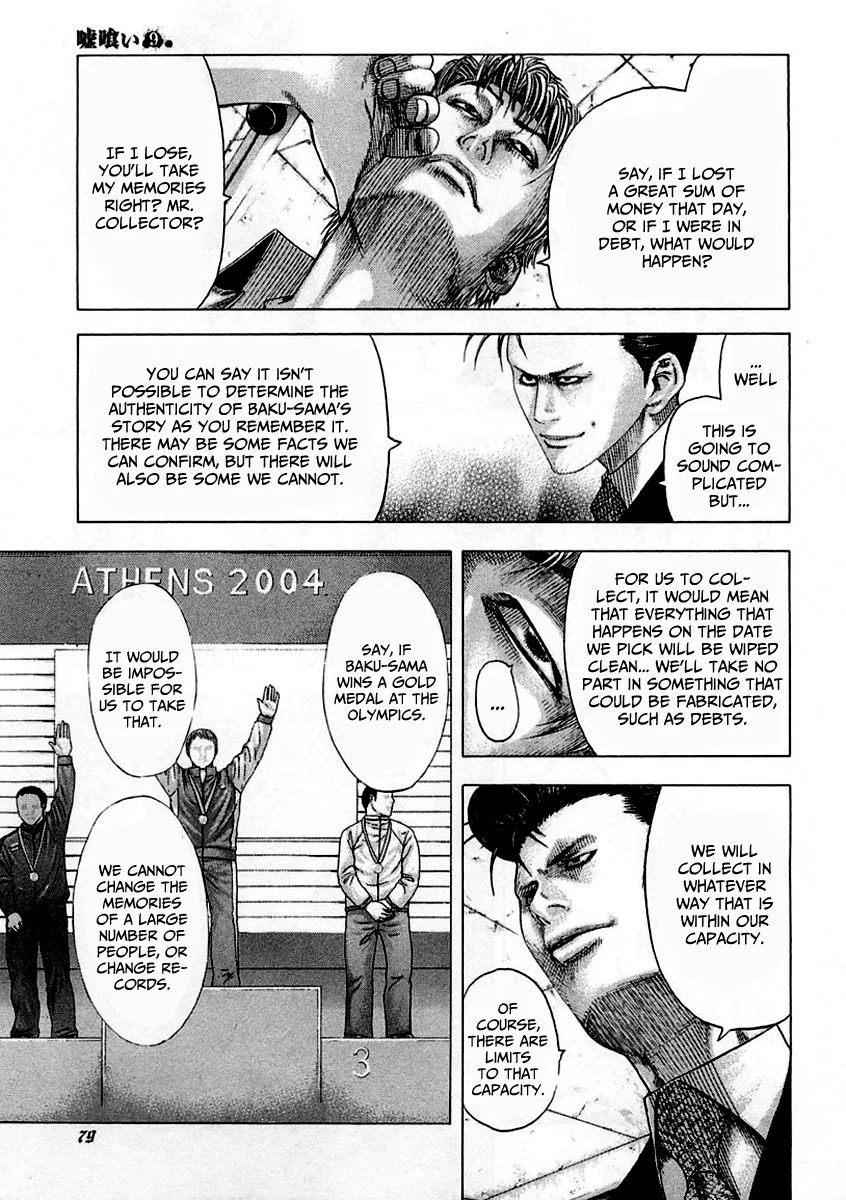 嘘喰い⑨。
SAY, IF I LOST
A GREAT SUM OF
MONEY THAT DAY,
OR IF I WERE IN
DEBT, WHAT WOULD
HAPPEN?
IF I LOSE,
YOU'LL TAKE
MY MEMORIES
RIGHT? MR.
COLLECTOR?
...
WELL
THIS IS
GOING TO
SOUND COM-
PLICATED
BUT...
YOU CAN SAY IT ISN'T
POSSIBLE TO DETERMINE THE
AUTHENTICITY OF BAKU-SAMA'S
STORY AS YOU REMEMBER IT.
THERE MAY BE SOME FACTS WE
CAN CONFIRM, BUT THERE WILL
ALSO BE SOME WE CANNOT.
FOR US TO COL-
LECT, IT WOULD MEAN
THAT EVERYTHING THAT
HAPPENS ON THE DATE
WE PICK WILL BE WIPED
CLEAN... WE'LL TAKE NO
PART IN SOMETHING THAT
COULD BE FABRICATED,
SUCH AS DEBTS.
...
WE WILL
COLLECT IN
WHATEVER
WAY THAT IS
WITHIN OUR
CAPACITY.
OF
COURSE,
THERE ARE
LIMITS
TO THAT
CAPACITY.
ATHENS 2004
SAY, IF
BAKU-SAMA
WINS A GOLD
MEDAL AT THE
OLYMPICS.
IT WOULD
BE IMPOS-
SIBLE FOR
US TO TAKE
THAT.
WE CANNOT
CHANGE THE
MEMORIES
OF A LARGE
NUMBER OF
PEOPLE, OR
CHANGE RE-
CORDS.
3
79